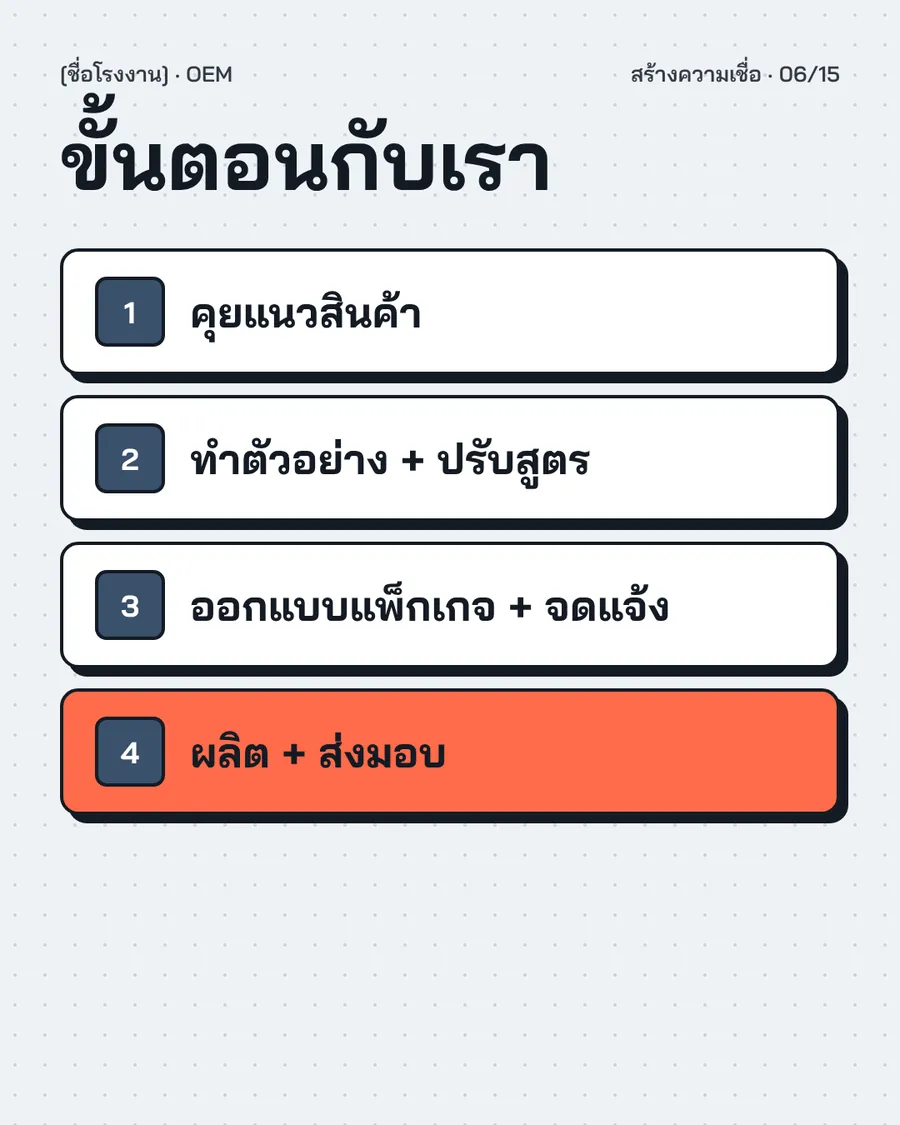 [ชื่อโรงงาน] · OEM
สร้างความเชื่อ · 06/15
ขั้นตอนกับเรา
1 คุยแนวสินค้า
2 ทำตัวอย่าง + ปรับสูตร
3 ออกแบบแพ็กเกจ + จดแจ้ง
4 ผลิต + ส่งมอบ